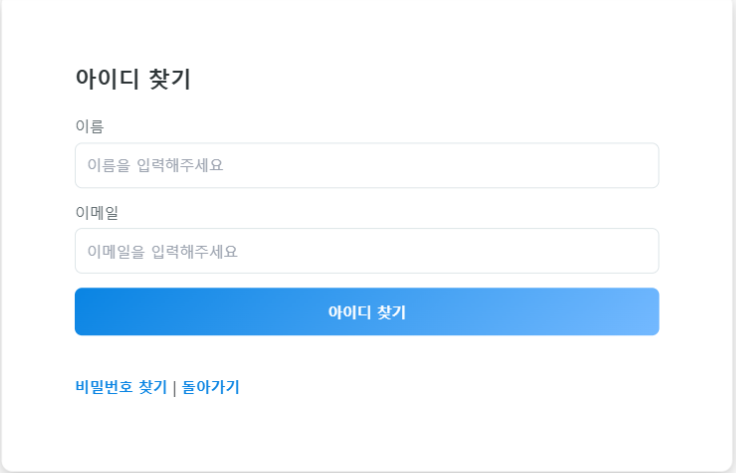 아이디 찾기
이름
이름을 입력해주세요
이메일
이메일을 입력해주세요
아이디 찾기
비밀번호 찾기 | 돌아가기